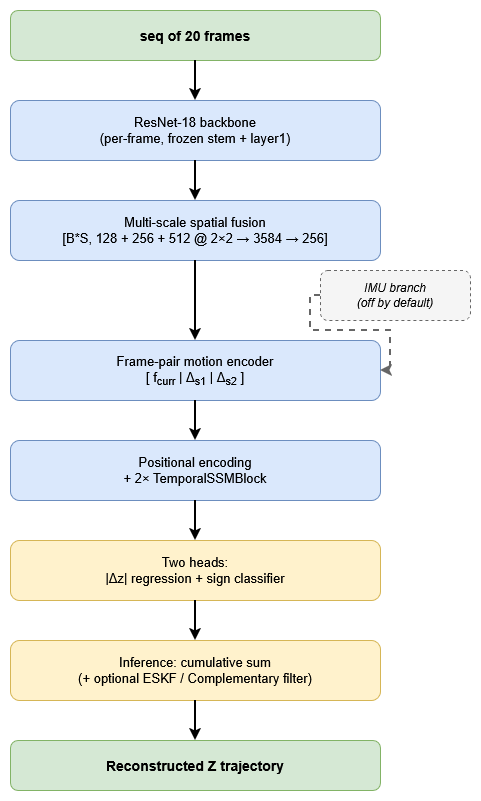 seq of 20 frames
ResNet-18 backbone
(per-frame, frozen stem + layer1)
Multi-scale spatial fusion
[B*S, 128 + 256 + 512 @ 2×2 → 3584 → 256]
IMU branch
(off by default)
Frame-pair motion encoder
[ f_curr | Δ_s1 | Δ_s2 ]
Positional encoding
+ 2× TemporalSSMBlock
Two heads:
|Δz| regression + sign classifier
Inference: cumulative sum
(+ optional ESKF / Complementary filter)
Reconstructed Z trajectory